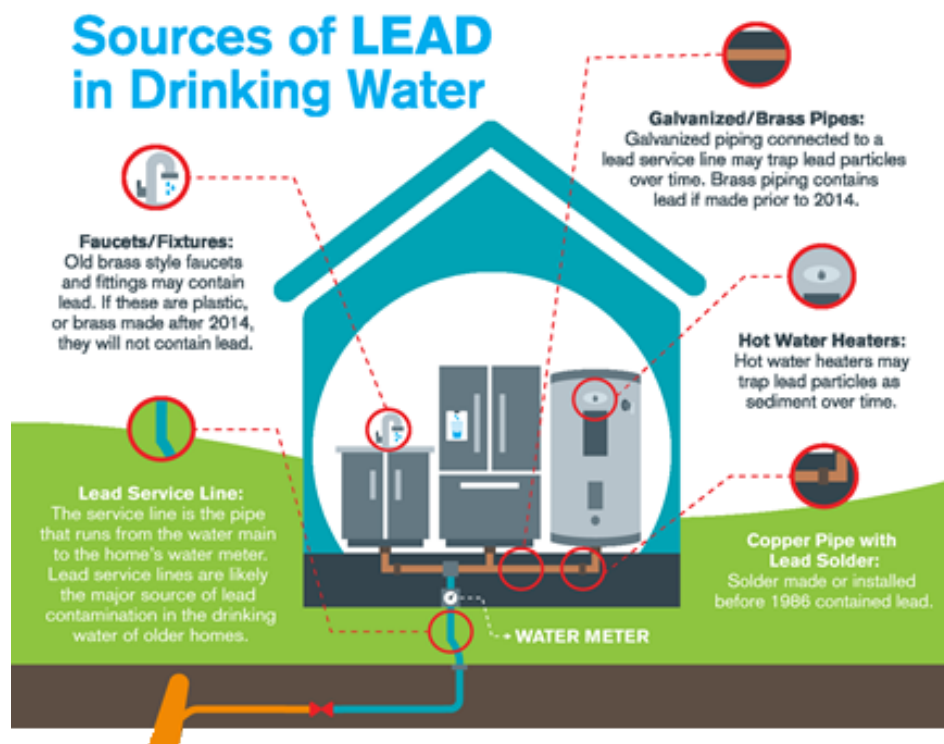 Sources of LEAD
in Drinking Water
Faucets/Fixtures:
Old brass style faucets
and fittings may contain
lead. If these are plastic,
or brass made after 2014,
they will not contain lead.
Lead Service Line:
The service line is the pipe
that runs from the water main
to the home's water meter.
Lead service lines are likely
the major source of lead
contamination in the drinking
water of older homes.
Galvanized/Brass Pipes:
Galvanized piping connected to a
lead service line may trap lead particles
over time. Brass piping contains
lead if made prior to 2014.
Hot Water Heaters:
Hot water heaters may
trap lead particles as
sediment over time.
Copper Pipe with
Lead Solder:
Solder made or installed
before 1986 contained lead.
WATER METER